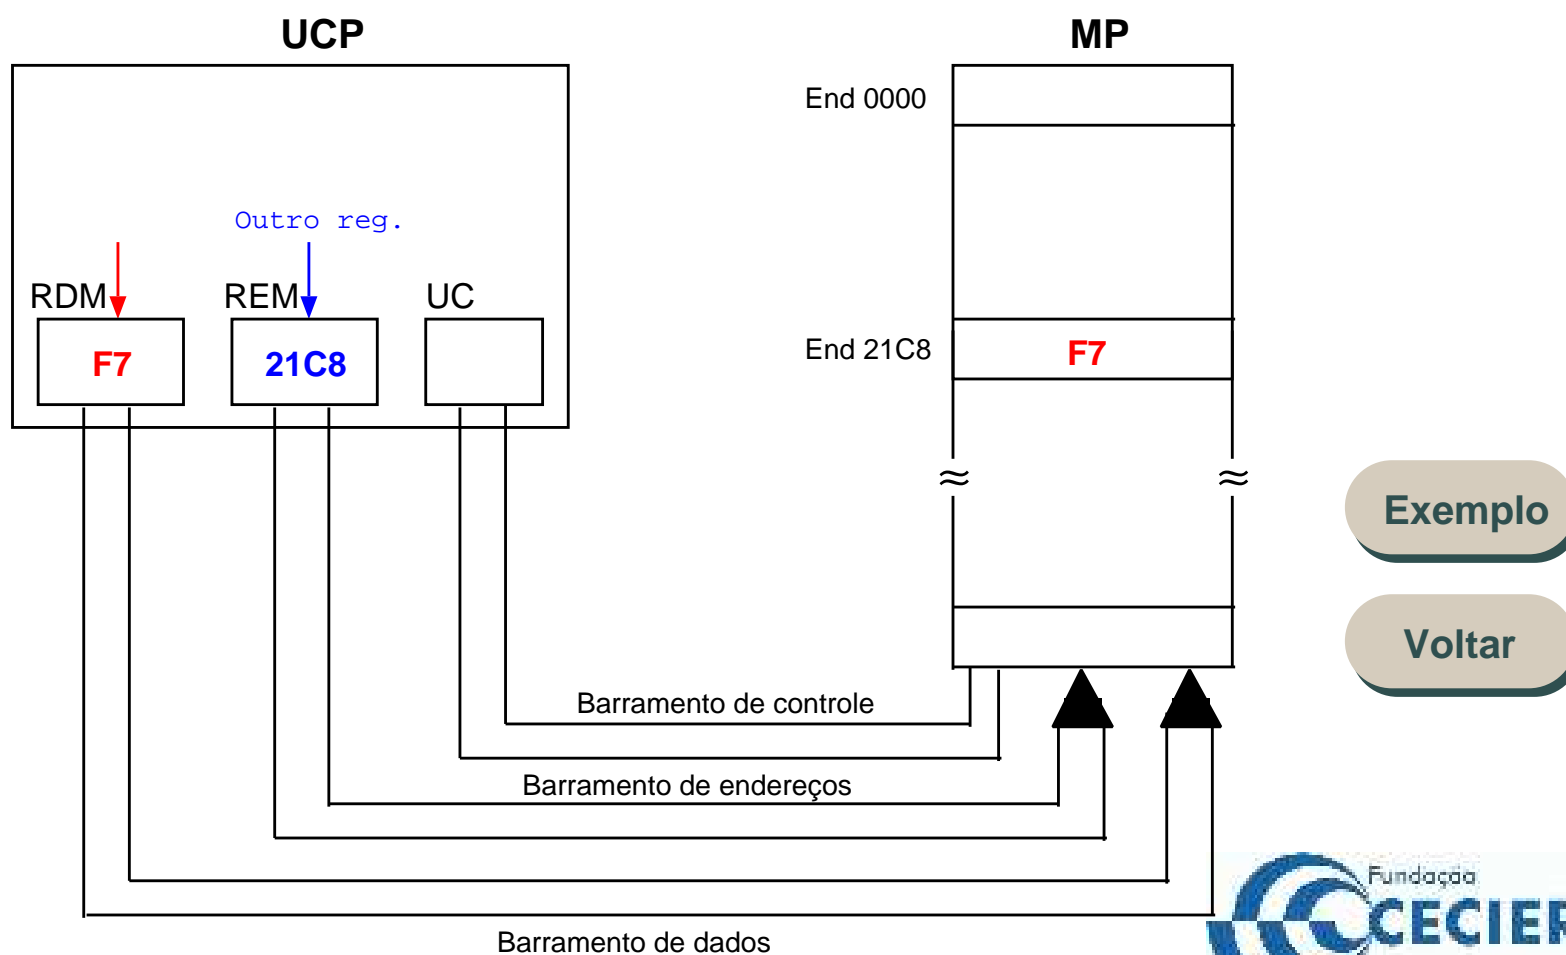 UCP
MP
End 0000
Outro reg.
RDM
REM
UC
F7
21C8
End 21C8
F7
Exemplo
Voltar
Barramento de controle
Barramento de endereços
Barramento de dados
Fundação
CECIER